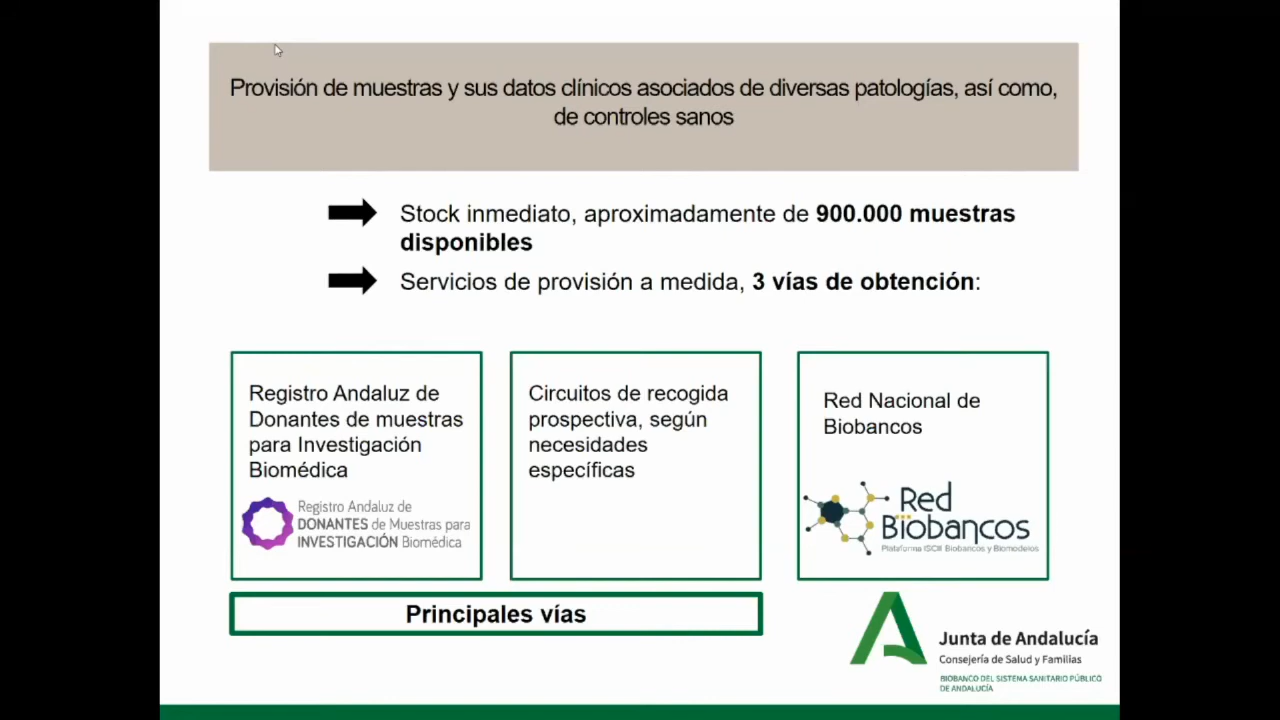 Provisión de muestras y sus datos clínicos asociados de diversas patologías, así como,
de controles sanos
Stock inmediato, aproximadamente de 900.000 muestras
disponibles
Servicios de provisión a medida, 3 vías de obtención:
Registro Andaluz de
Donantes de muestras
para Investigación
Biomédica
Registro Andaluz de
DONANTES de Muestras para
INVESTIGACIÓN Biomédica
Circuitos de recogida
prospectiva, según
necesidades
específicas
Red Nacional de
Biobancos
Red
Biobancos
Plataforma ISCIII Biobancos y Biomodelos
Principales vías
Junta de Andalucía
Consejería de Salud y Familias
BIOBANCO DEL SISTEMA SANITARIO PÚBLICO
DE ANDALUCÍA